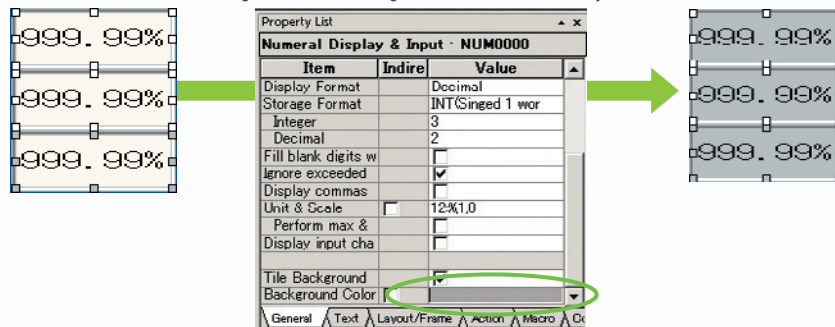 999.99%
999.99%
999.99%
Property List
Numeral Display & Input - NUM0000
Item Indire Value
Display Format Decimal
Storage Format INT(Singed 1 wor
Integer 3
Decimal 2
Fill blank digits w
Ignore exceeded
Display commas
Unit & Scale 12:%,1,0
Perform max &
Display input cha
Tile Background
Background Color
General Text Layout/Frame Action Macro
999.99%
999.99%
999.99%